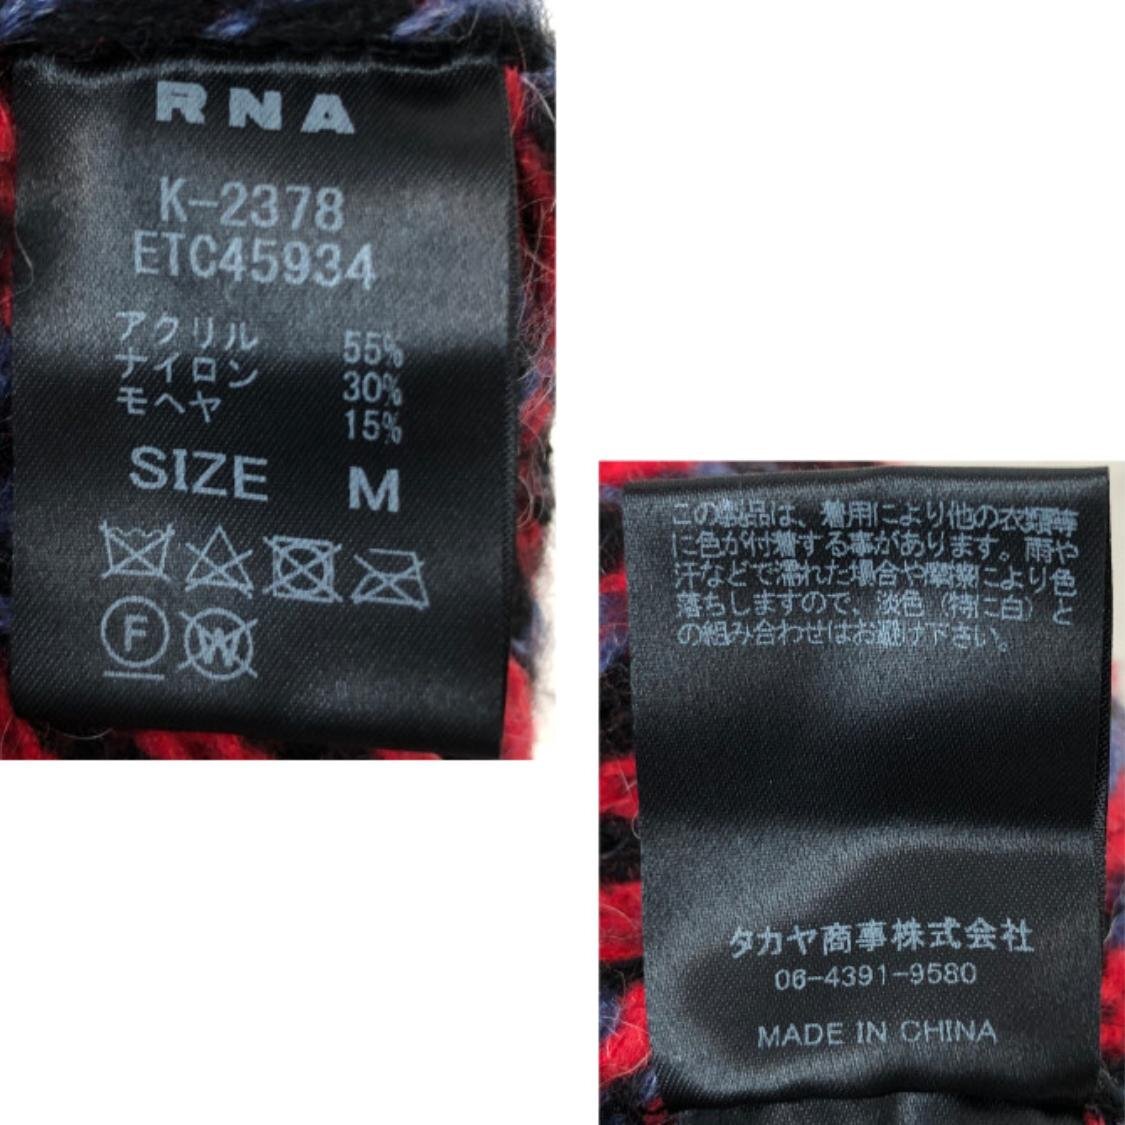 RNA
K-2378
ETC45934
アクリル 55%
ナイロン 30%
モヘヤ 15%
SIZE M
F
W
この製品は、着用により他の衣類等
に色が付着する事があります。雨や
汗などで濡れた場合や摩擦により色
落ちしますので、淡色（特に白）と
の組み合わせはお避け下さい。
タカヤ商事株式会社
06-4391-9580
MADE IN CHINA